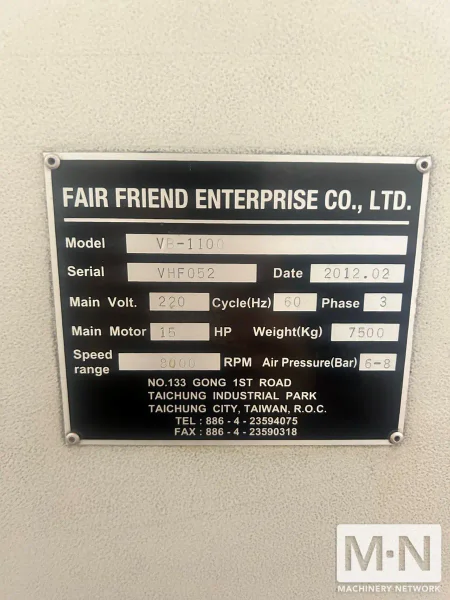 FAIR FRIEND ENTERPRISE CO., LTD.
Model VB-1100
Serial VHF052 Date 2012.02
Main Volt. 220 Cycle(Hz) 60 Phase 3
Main Motor 15 HP Weight(Kg) 7500
Speed range 8000 RPM Air Pressure(Bar) 6-8
NO.133 GONG 1ST ROAD
TAICHUNG INDUSTRIAL PARK
TAICHUNG CITY, TAIWAN, R.O.C.
TEL : 886 - 4 - 23594075
FAX : 886 - 4 - 23590318
M·N
MACHINERY NETWORK